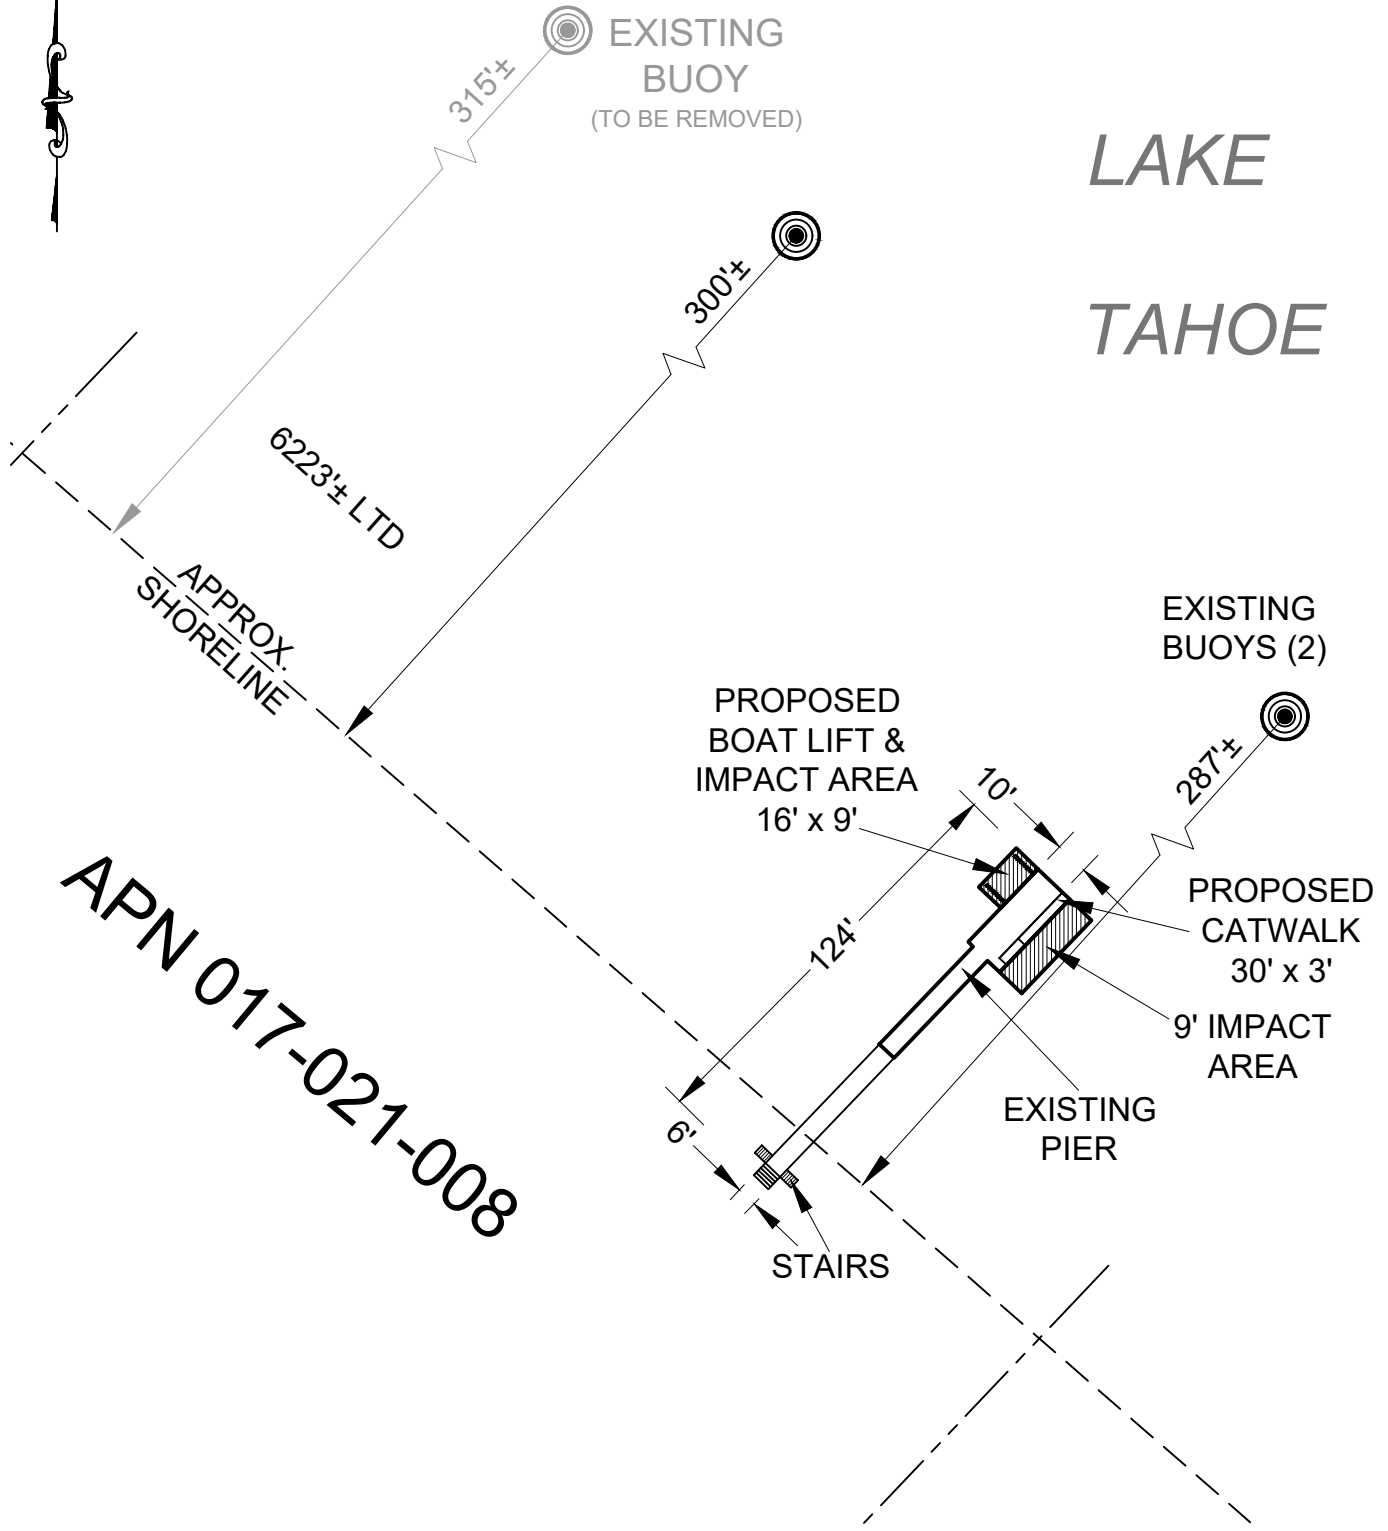 EXISTING
BUOY
(TO BE REMOVED)
315'±
LAKE
TAHOE
300'±
6223'± LTD
APPROX.
SHORELINE
EXISTING
BUOYS (2)
287'±
PROPOSED
BOAT LIFT &
IMPACT AREA
16' x 9'
10'
124'
PROPOSED
CATWALK
30' x 3'
9' IMPACT
AREA
EXISTING
PIER
6'
STAIRS
APN 017-021-008